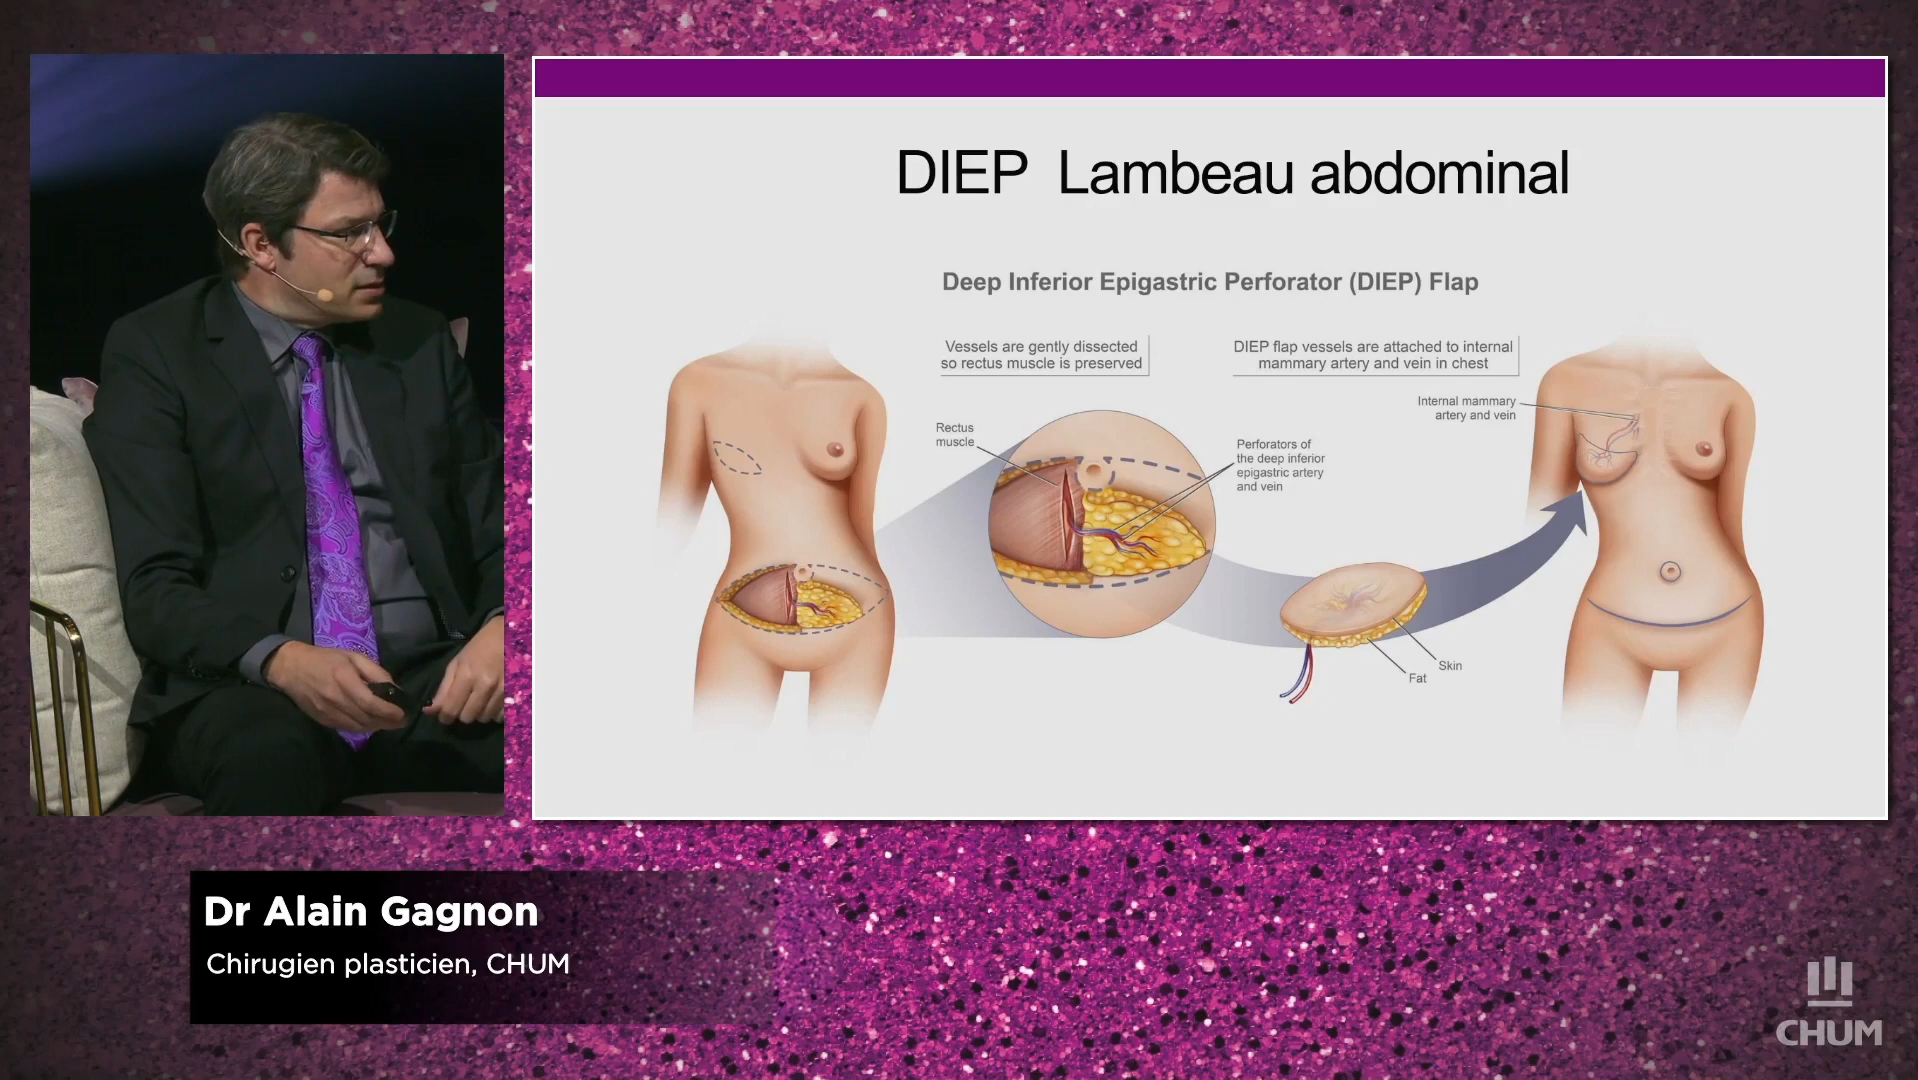 DIEP Lambeau abdominal
Deep Inferior Epigastric Perforator (DIEP) Flap
Vessels are gently dissected
so rectus muscle is preserved
DIEP flap vessels are attached to internal
mammary artery and vein in chest
Internal mammary
artery and vein
Rectus
muscle
Perforators of
the deep inferior
epigastric artery
and vein
Skin
Fat
Dr Alain Gagnon
Chirugien plasticien, CHUM
CHUM